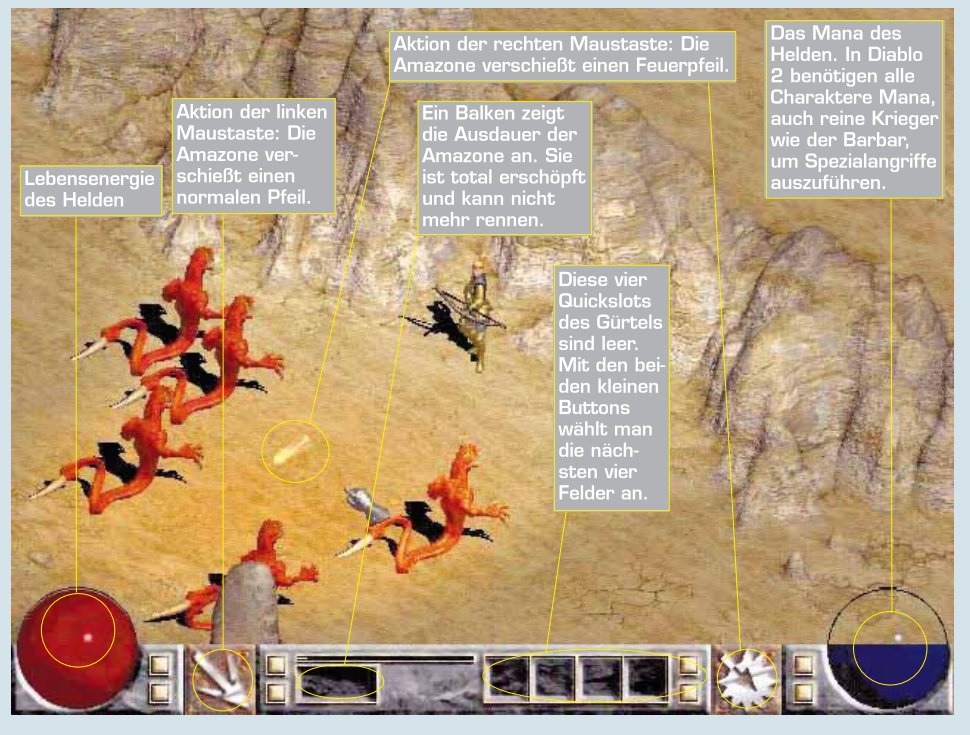 Lebensenergie
des Helden
Aktion der linken
Maustaste: Die
Amazone ver-
schießt einen
normalen Pfeil.
Aktion der rechten Maustaste: Die
Amazone verschießt einen Feuerpfeil.
Ein Balken zeigt
die Ausdauer der
Amazone an. Sie
ist total erschöpft
und kann nicht
mehr rennen.
Diese vier
Quickslots
des Gürtels
sind leer.
Mit den bei-
den kleinen
Buttons
wählt man
die näch-
sten vier
Felder an.
Das Mana des
Helden. In Diablo
2 benötigen alle
Charaktere Mana,
auch reine Krieger
wie der Barbar,
um Spezialangriffe
auszuführen.